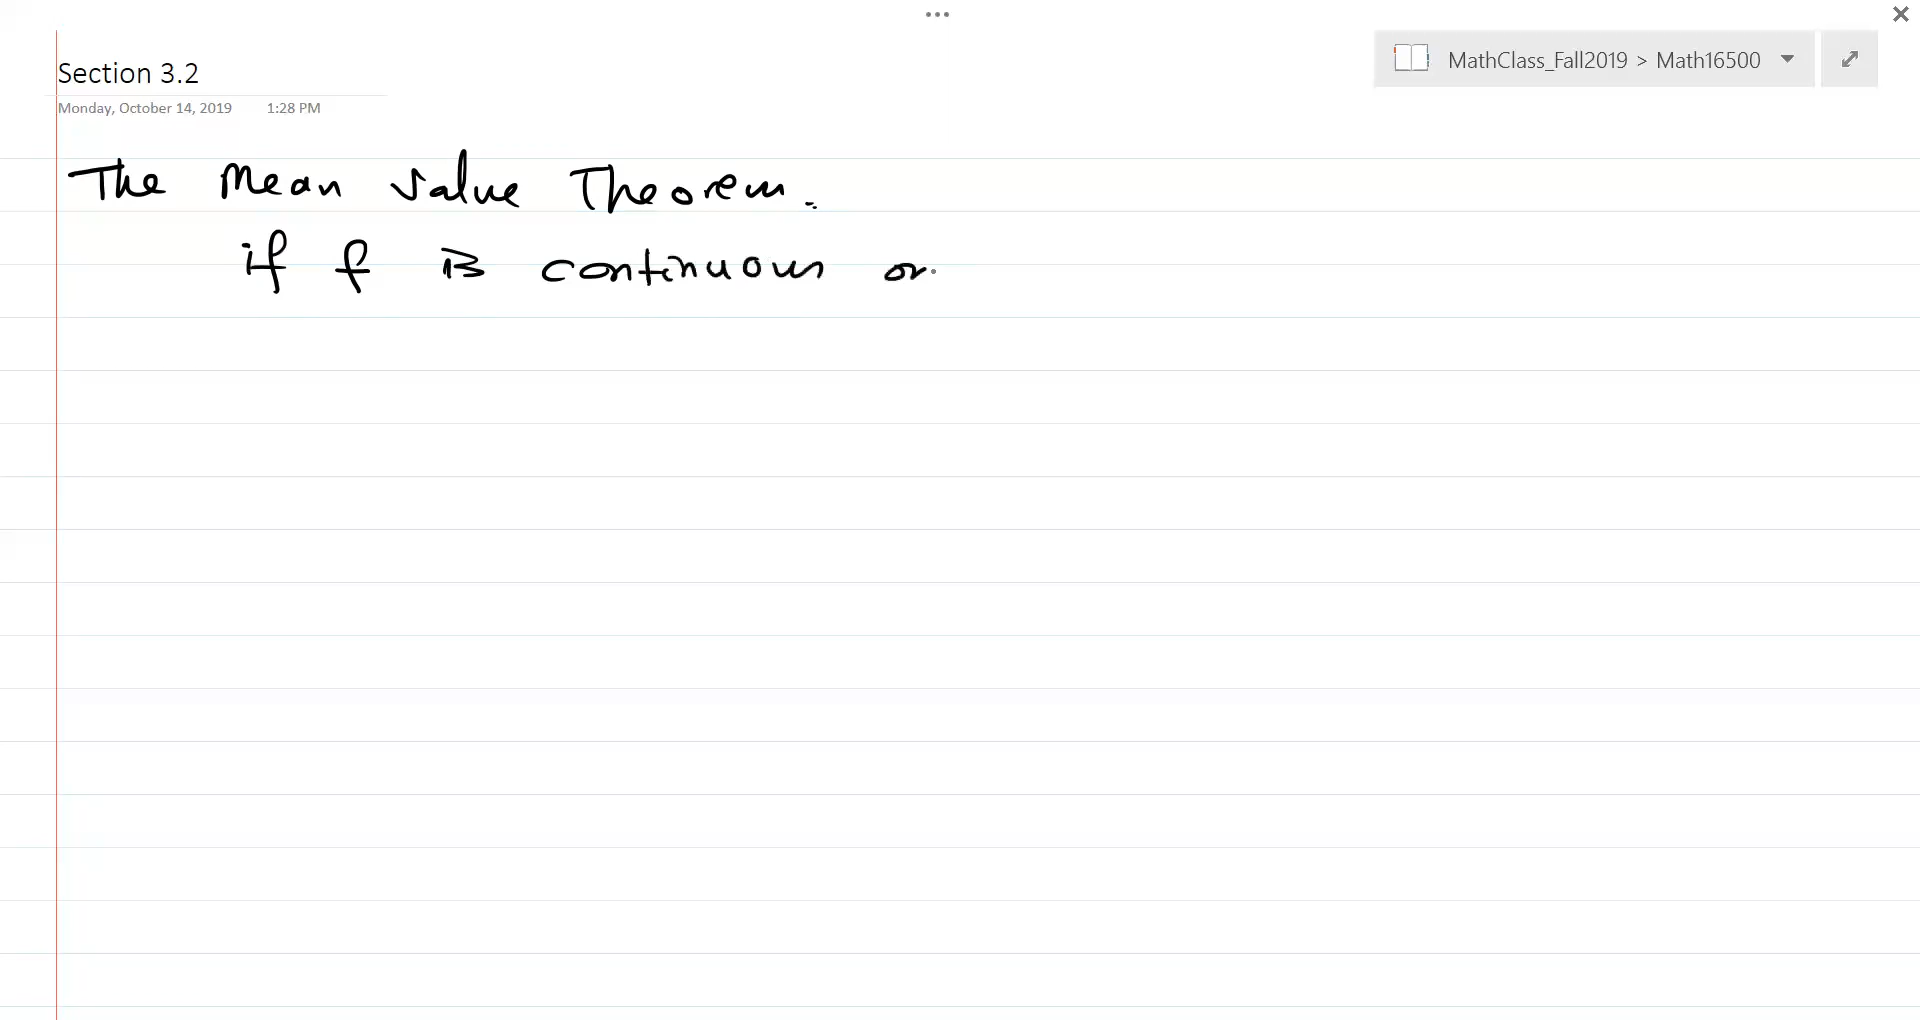 Section 3.2
MathClass_Fall2019 > Math16500
Monday, October 14, 2019 1:28 PM
The Mean Value Theorem.
if f is continuous on